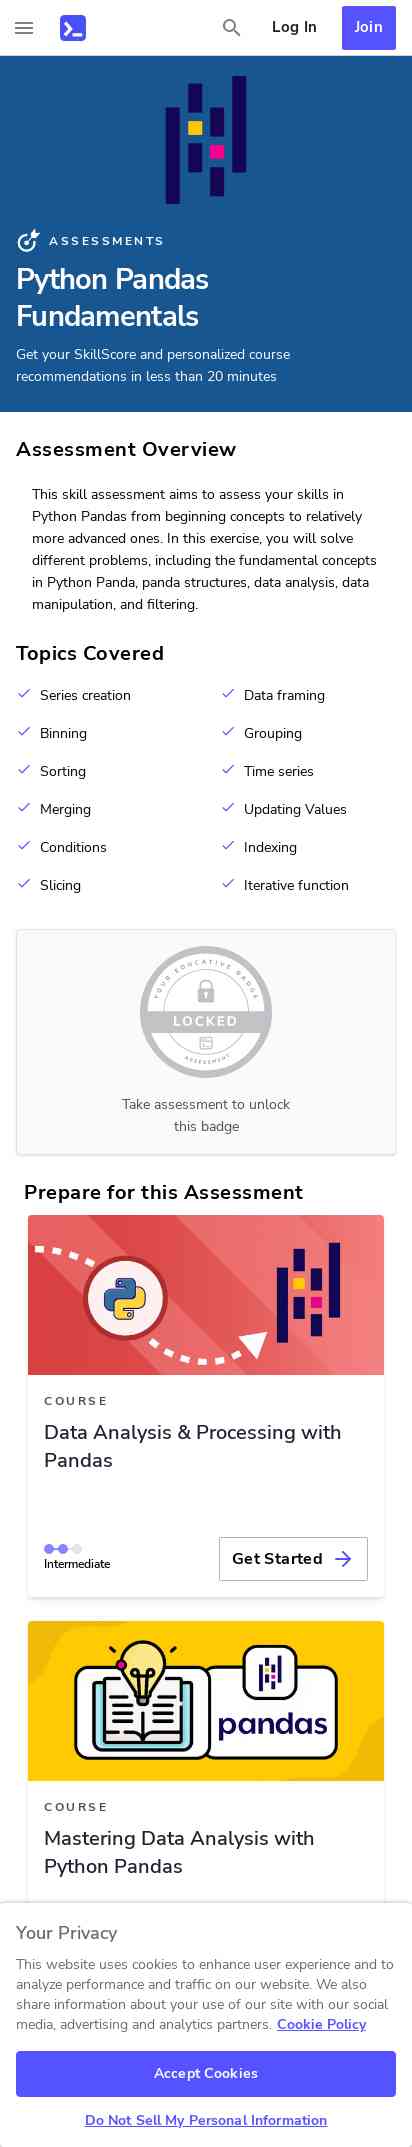 Log In
Join
ASSESSMENTS
Python Pandas
Fundamentals
Get your SkillScore and personalized course
recommendations in less than 20 minutes
Assessment Overview
This skill assessment aims to assess your skills in
Python Pandas from beginning concepts to relatively
more advanced ones. In this exercise, you will solve
different problems, including the fundamental concepts
in Python Panda, panda structures, data analysis, data
manipulation, and filtering.
Topics Covered
Series creation
Data framing
Binning
Grouping
Sorting
Time series
Merging
Updating Values
Conditions
Indexing
Slicing
Iterative function
YOUR EDUCATIVE BADGE
LOCKED
ASSESSMENT
Take assessment to unlock
this badge
Prepare for this Assessment
COURSE
Data Analysis & Processing with
Pandas
Intermediate
Get Started
pandas
COURSE
Mastering Data Analysis with
Python Pandas
Your Privacy
This website uses cookies to enhance user experience and to
analyze performance and traffic on our website. We also
share information about your use of our site with our social
media, advertising and analytics partners. Cookie Policy
Accept Cookies
Do Not Sell My Personal Information